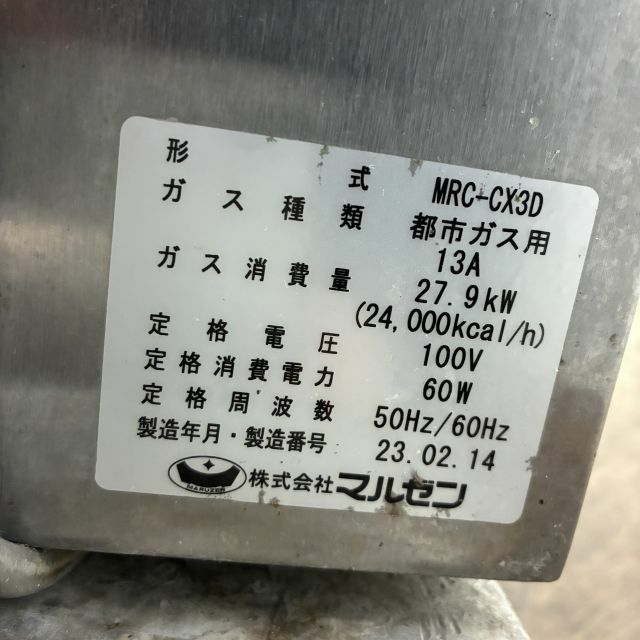 形式 MRC-CX3D
ガス種類 都市ガス用
13A
ガス消費量 27.9kW
(24,000kcal/h)
定格電圧 100V
定格消費電力 60W
定格周波数 50Hz/60Hz
製造年月・製造番号 23.02.14
MARUZEN 株式会社マルゼン